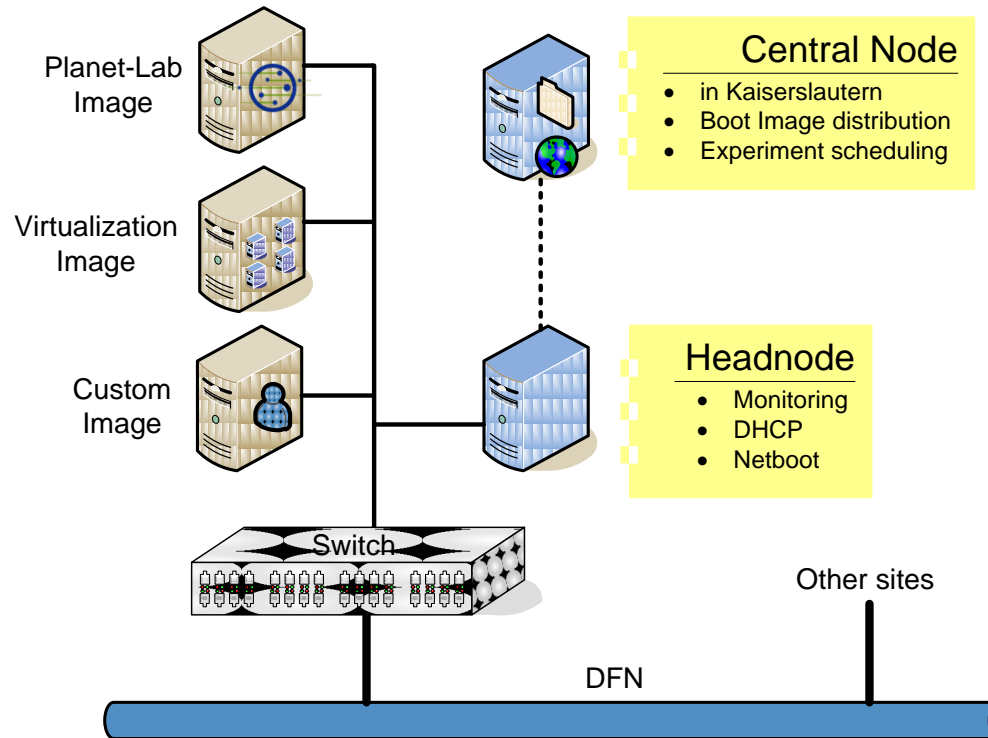 Planet-Lab
Image
Central Node
• in Kaiserslautern
• Boot Image distribution
• Experiment scheduling
Virtualization
Image
Custom
Image
Headnode
• Monitoring
• DHCP
• Netboot
Switch
Other sites
DFN